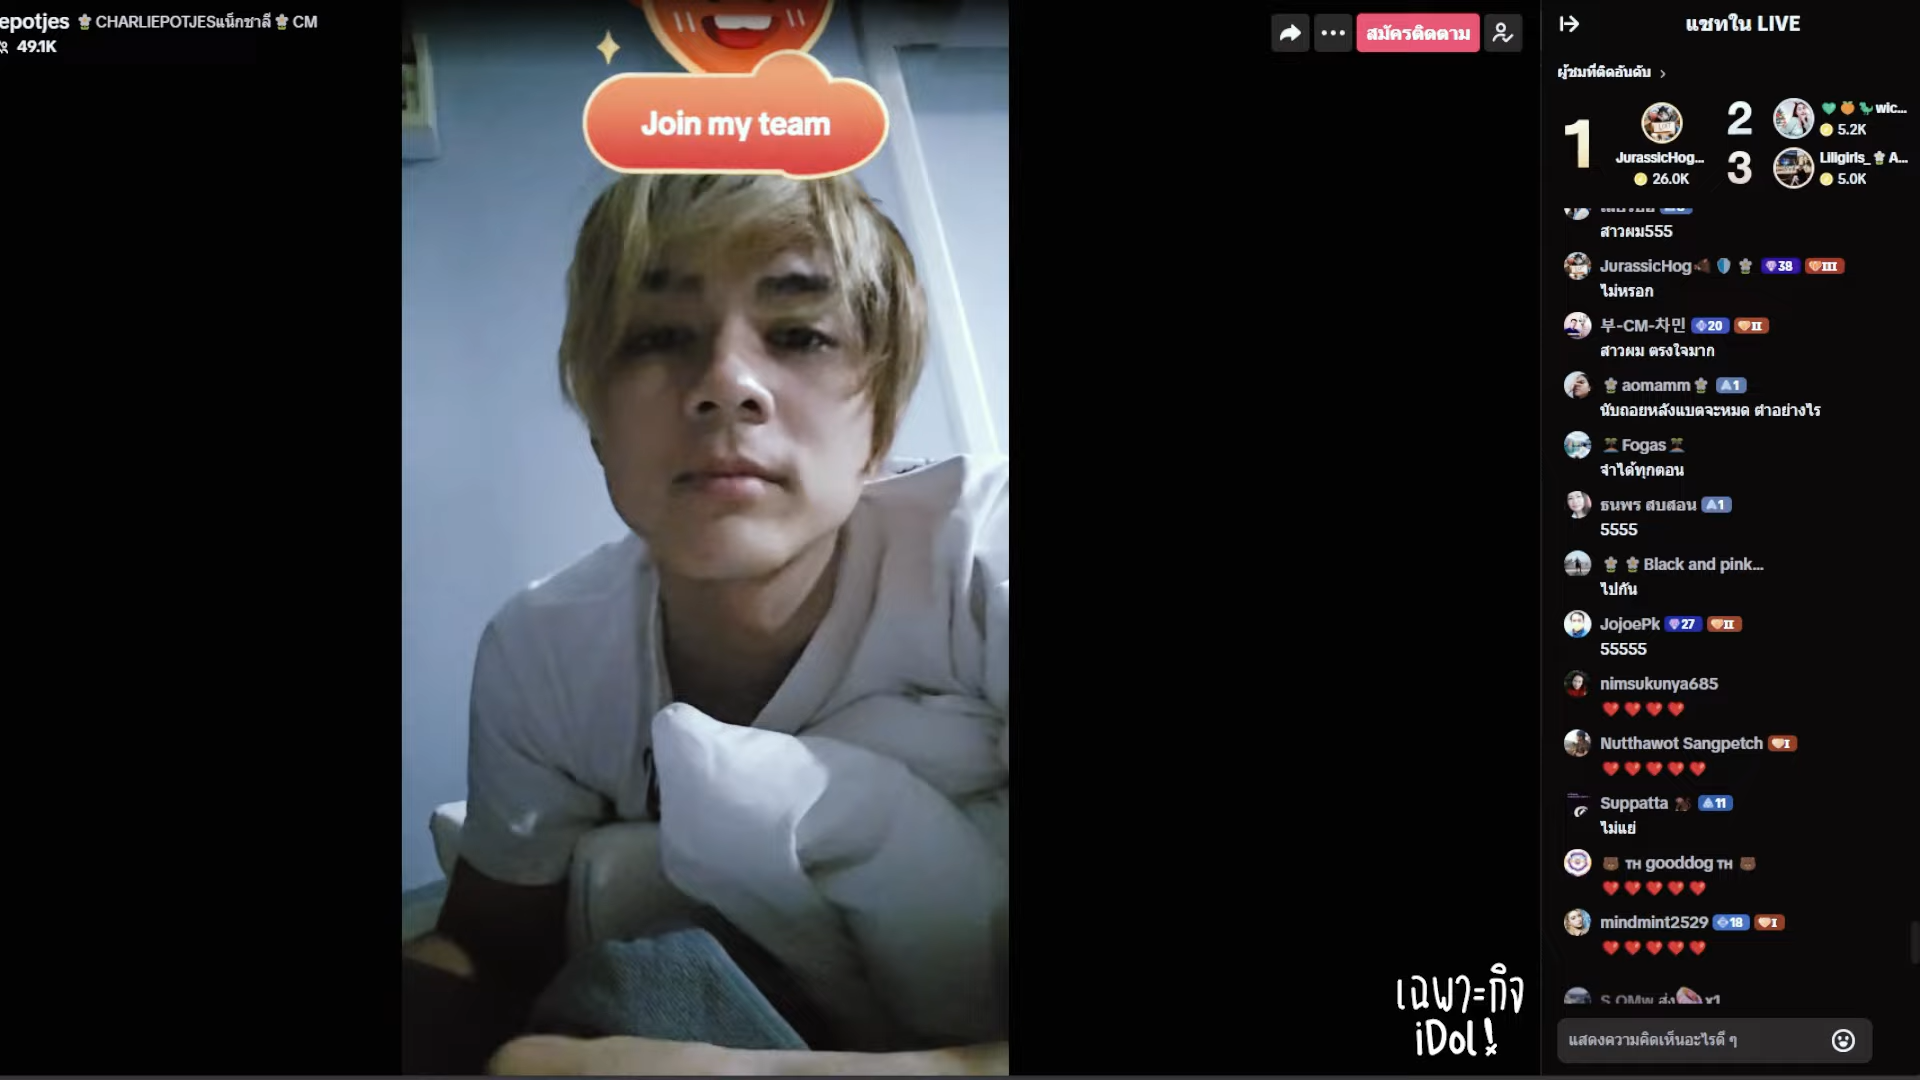 epotjes CHARLIEPOTJESแน็กชาลี CM
49.1K
Join my team
สมัครติดตาม
แชทใน LIVE
ผู้ชมที่ติดอันดับ
1
JurassicHog...
26.0K
2
wic...
5.2K
3
Liligirls_ A...
5.0K
สาวผม555
JurassicHog 38 III
ไม่หรอก
부-CM-차민 20 II
สาวผม ตรงใจมาก
aomamm 1
นับถอยหลังแบตจะหมด ตำอย่างไร
Fogas
จำได้ทุกตอน
ธนพร สบสอน 1
5555
Black and pink...
ไปกัน
JojoePk 27 II
55555
nimsukunya685
Nutthawot Sangpetch I
Suppatta 11
ไม่แย่
TH gooddog TH
mindmint2529 18 I
S.OMw ส่ง x1
แสดงความคิดเห็นอะไรดี ๆ
เฉพาะกิจ
iDol!